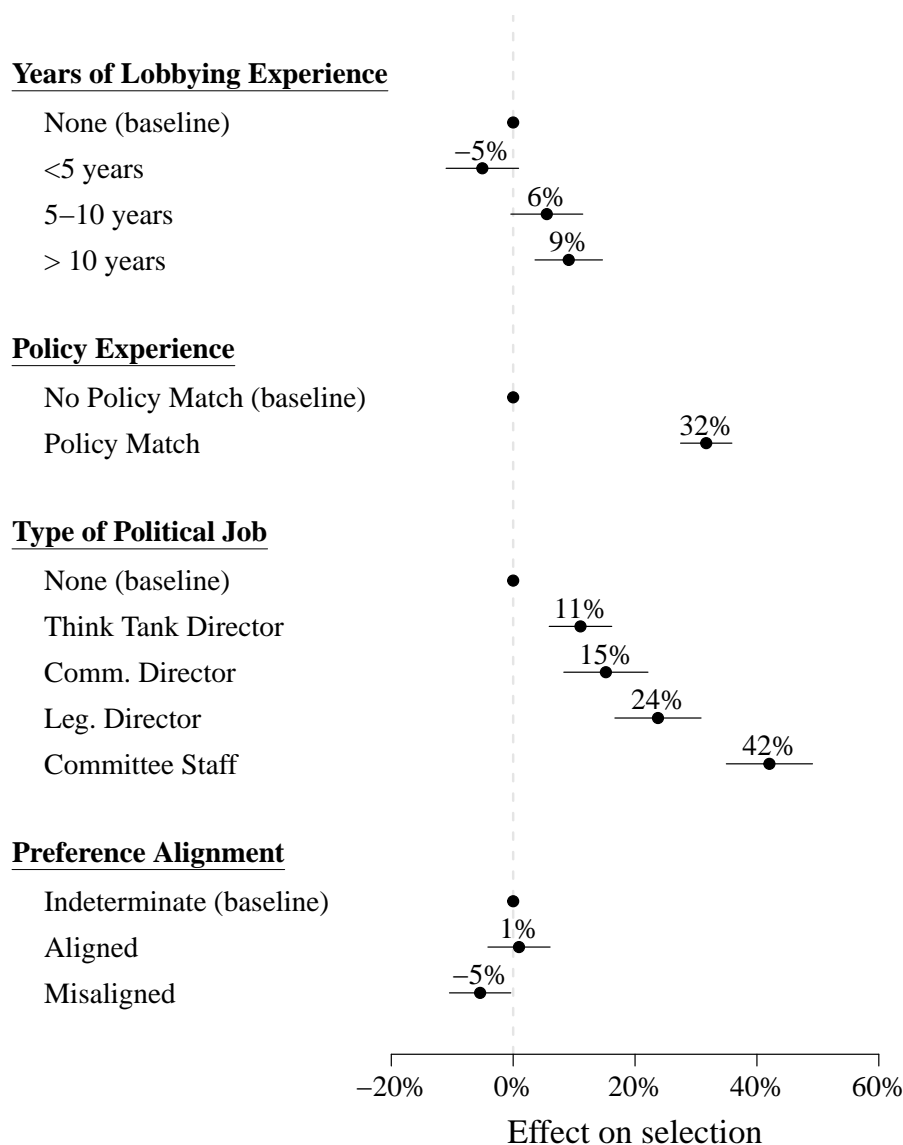 Years of Lobbying Experience
None (baseline)
−5%
<5 years
6%
5−10 years
9%
> 10 years
Policy Experience
No Policy Match (baseline)
32%
Policy Match
Type of Political Job
None (baseline)
11%
Think Tank Director
15%
Comm. Director
24%
Leg. Director
42%
Committee Staff
Preference Alignment
Indeterminate (baseline)
1%
Aligned
−5%
Misaligned
−20% 0% 20% 40% 60%
Effect on selection